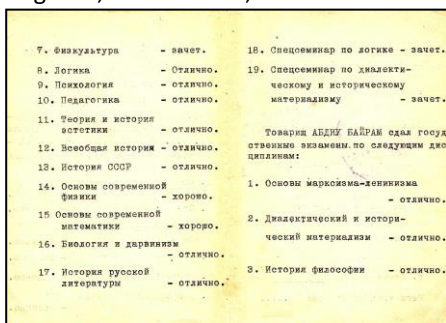 7. Физкультура - зачет.
8. Логика - Отлично.
9. Психология - отлично.
10. Педагогика - отлично.
11. Теория и история
эстетики - отлично.
12. Всеобщая история - отлично.
13. История СССР - отлично.
14. Основы современной
физики - хорошо.
15 Основы современной
математики - хорошо.
16. Биология и дарвинизм
- отлично.
17. История русской
литературы - отлично.
18. Спецсеминар по логике - зачет.
19. Спецсеминар по диалекти-
ческому и историческому
материализму - зачет.
Товарищ АБДИУ БАЙРАМ сдал госуд
ственные экзамены по следующим дис
циплинам:
1. Основы марксизма-ленинизма
- отлично.
2. Диалектический и истори-
ческий материализм - отлично.
3. История философии - отлично.